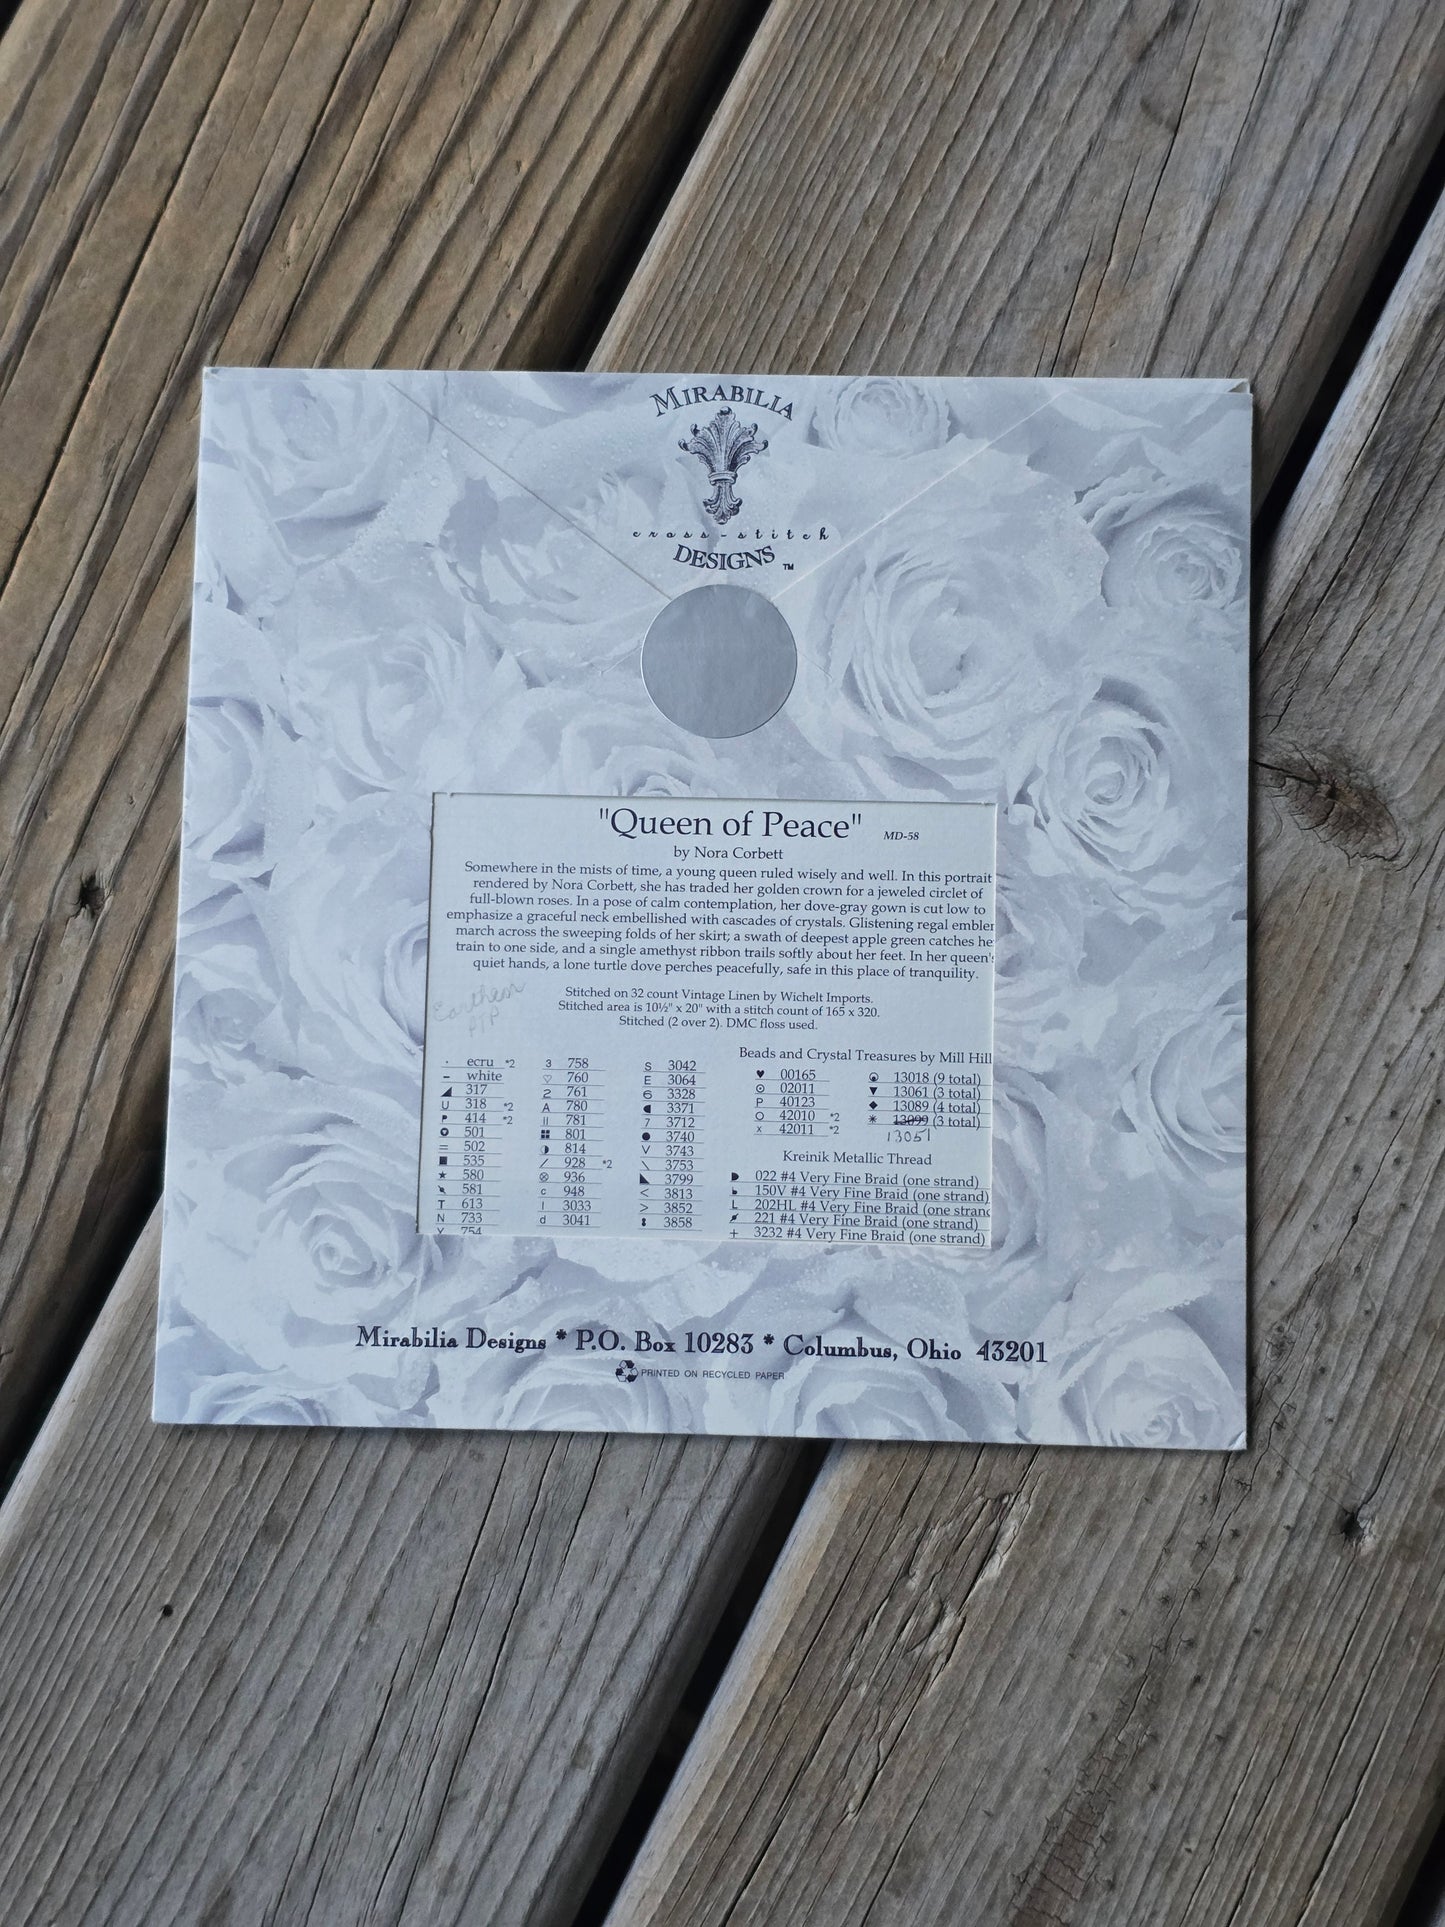 MIRABILIA
cross-stitch
DESIGNS ™
"Queen of Peace" MD-58
by Nora Corbett
Somewhere in the mists of time, a young queen ruled wisely and well. In this portrait
rendered by Nora Corbett, she has traded her golden crown for a jeweled circlet of
full-blown roses. In a pose of calm contemplation, her dove-gray gown is cut low to
emphasize a graceful neck embellished with cascades of crystals. Glistening regal emblem
march across the sweeping folds of her skirt; a swath of deepest apple green catches he
train to one side, and a single amethyst ribbon trails softly about her feet. In her queen's
quiet hands, a lone turtle dove perches peacefully, safe in this place of tranquility.
Earthen
PTP
Stitched on 32 count Vintage Linen by Wichelt Imports.
Stitched area is 10½" x 20" with a stitch count of 165 x 320.
Stitched (2 over 2). DMC floss used.
· ecru *2
– white
◢ 317
U 318 *2
P 414 *2
✪ 501
= 502
■ 535
★ 580
581
T 613
N 733
Y 754
3 758
♡ 760
2 761
A 780
|| 781
801
◑ 814
/ 928 *2
⊗ 936
c 948
| 3033
d 3041
S 3042
E 3064
6 3328
3371
7 3712
● 3740
V 3743
\ 3753
◣ 3799
< 3813
> 3852
3858
Beads and Crystal Treasures by Mill Hill
♥ 00165
⊙ 02011
P 40123
O 42010 *2
x 42011 *2
13018 (9 total)
▼ 13061 (3 total)
◆ 13089 (4 total)
✳ 13099 (3 total)
13051
Kreinik Metallic Thread
022 #4 Very Fine Braid (one strand)
150V #4 Very Fine Braid (one strand)
L 202HL #4 Very Fine Braid (one stranc
221 #4 Very Fine Braid (one strand)
+ 3232 #4 Very Fine Braid (one strand)
Mirabilia Designs * P.O. Box 10283 * Columbus, Ohio 43201
PRINTED ON RECYCLED PAPER